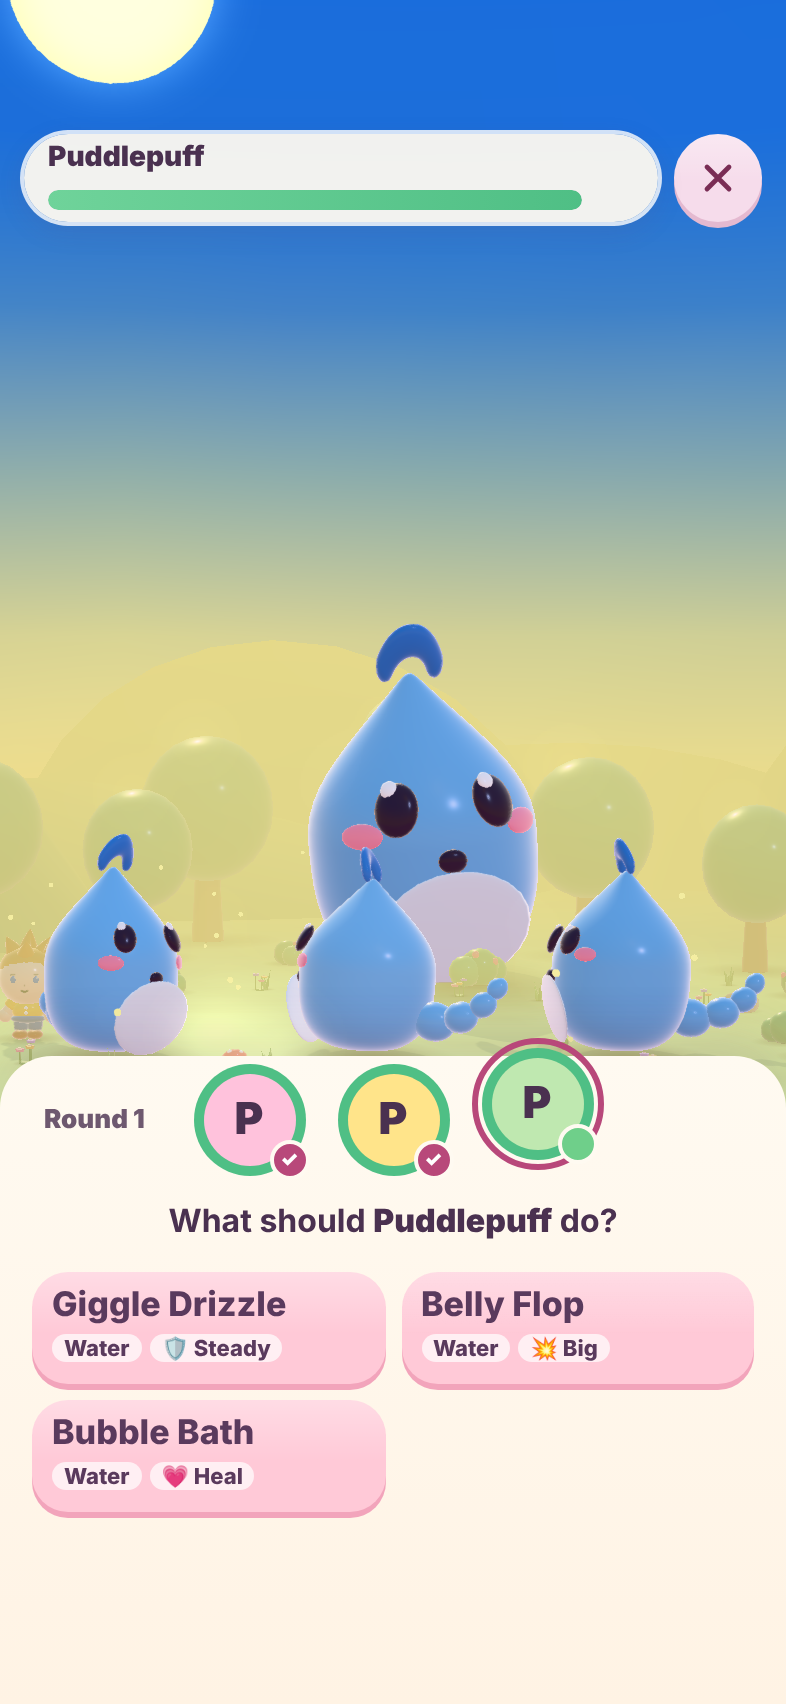 Puddlepuff
Round 1
P
P
P
What should Puddlepuff do?
Giggle Drizzle
Water 🛡️ Steady
Belly Flop
Water 💥 Big
Bubble Bath
Water 💗 Heal